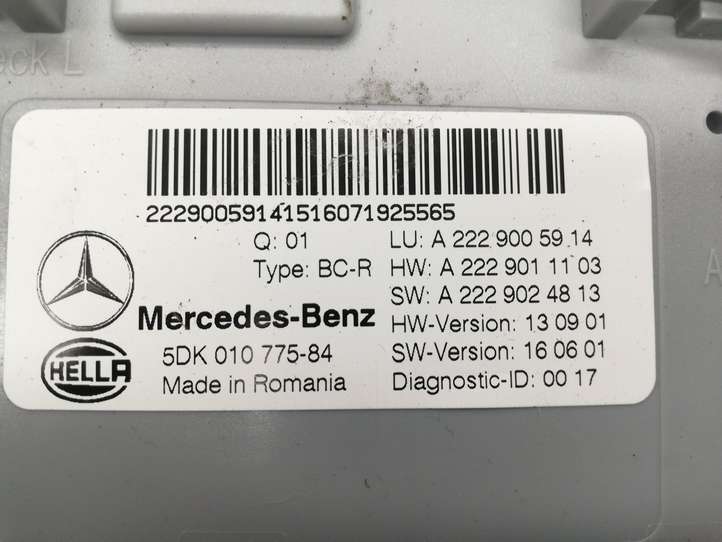 eck L
22290059141516071925565
Q: 01
Type: BC-R
LU: A 222 900 59 14
HW: A 222 901 11 03
SW: A 222 902 48 13
Mercedes-Benz
HW-Version: 13 09 01
HELLA
5DK 010 775-84
SW-Version: 16 06 01
Made in Romania
Diagnostic-ID: 00 17
A